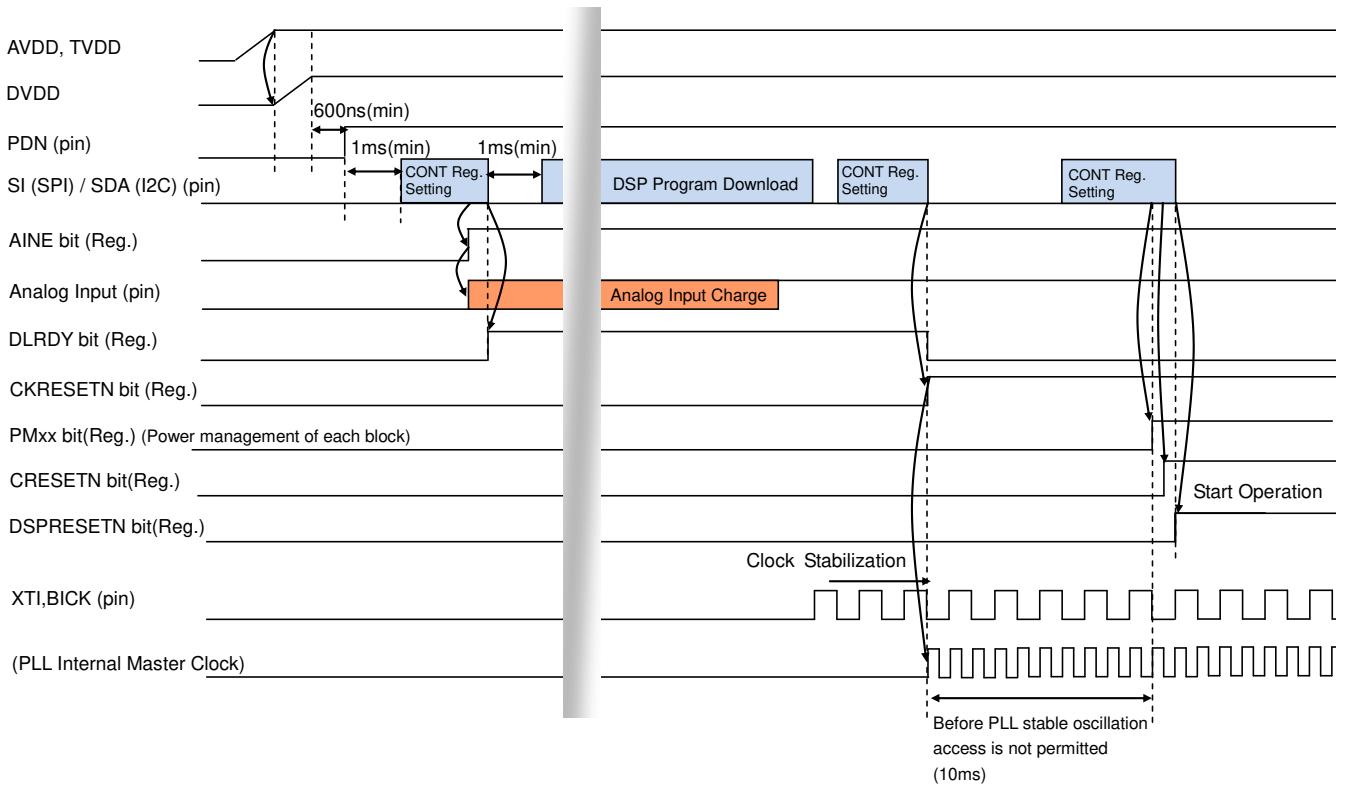 AVDD, TVDD
DVDD
600ns(min)
PDN (pin)
1ms(min)
1ms(min)
SI (SPI) / SDA (I2C) (pin)
CONT Reg.
Setting
DSP Program Download
CONT Reg.
Setting
CONT Reg.
Setting
AINE bit (Reg.)
Analog Input (pin)
Analog Input Charge
DLRDY bit (Reg.)
CKRESETN bit (Reg.)
PMxx bit(Reg.) (Power management of each block)
CRESETN bit(Reg.)
Start Operation
DSPRESETN bit(Reg.)
Clock Stabilization
XTI,BICK (pin)
(PLL Internal Master Clock)
Before PLL stable oscillation
access is not permitted
(10ms)